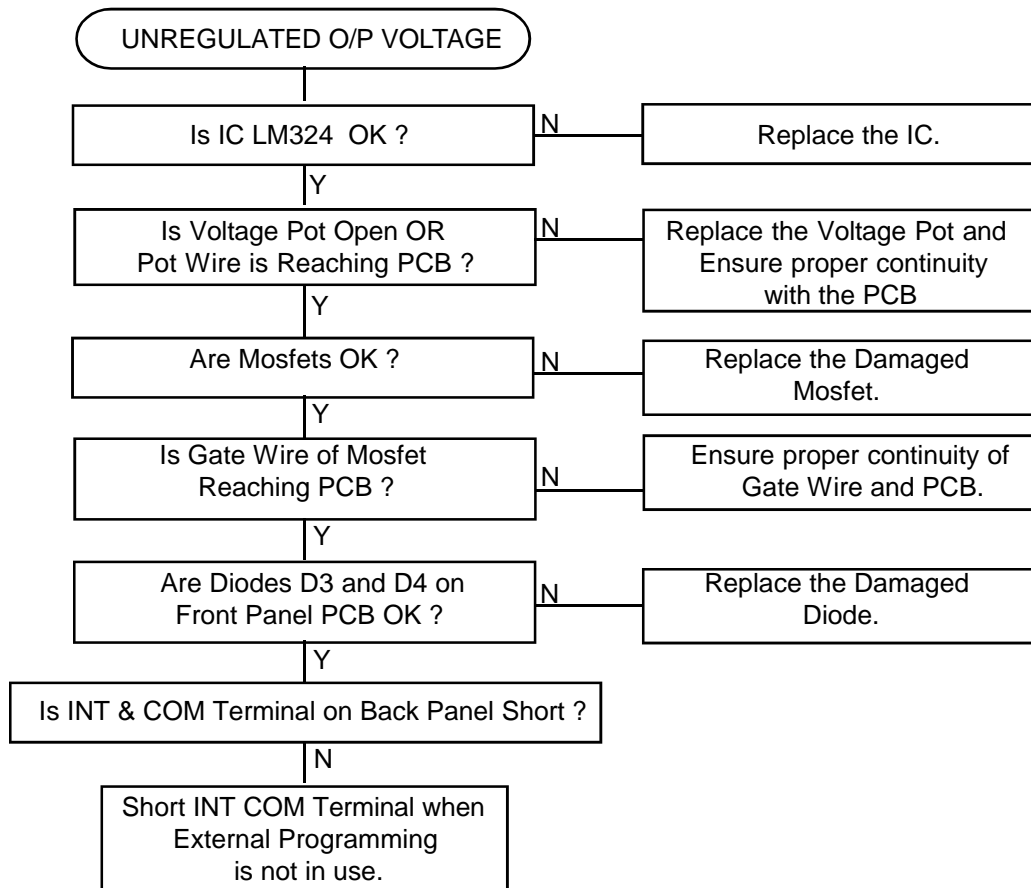 UNREGULATED O/P VOLTAGE
Is IC LM324 OK ?
N
Replace the IC.
Y
Is Voltage Pot Open OR
Pot Wire is Reaching PCB ?
N
Replace the Voltage Pot and
Ensure proper continuity
with the PCB
Y
Are Mosfets OK ?
N
Replace the Damaged
Mosfet.
Y
Is Gate Wire of Mosfet
Reaching PCB ?
N
Ensure proper continuity of
Gate Wire and PCB.
Y
Are Diodes D3 and D4 on
Front Panel PCB OK ?
N
Replace the Damaged
Diode.
Y
Is INT & COM Terminal on Back Panel Short ?
N
Short INT COM Terminal when
External Programming
is not in use.